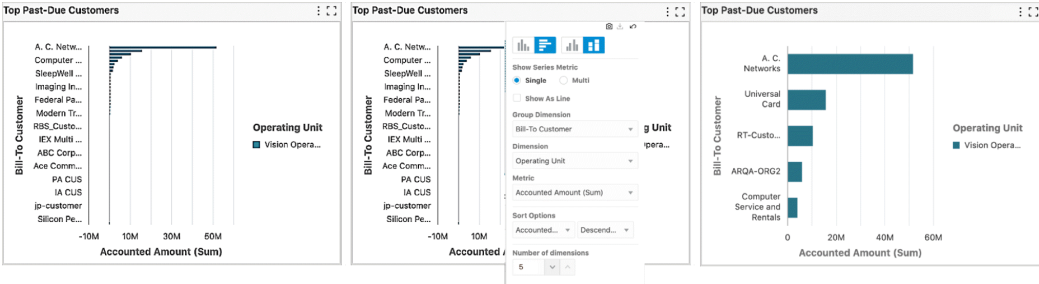 Top Past-Due Customers
A. C. Netw...
Computer ...
SleepWell ...
Imaging In...
Federal Pa...
Modern Tr...
RBS_Custo...
IEX Multi ...
ABC Corp...
Ace Comm...
PA CUS
IA CUS
jp-customer
Silicon Pe...
Bill-To Customer
-10M 10M 30M 60M
Accounted Amount (Sum)
Operating Unit
Vision Opera...
Top Past-Due Customers
A. C. Netw...
Computer ...
SleepWell ...
Imaging In...
Federal Pa...
Modern Tr...
RBS_Custo...
IEX Multi ...
ABC Corp...
Ace Comm...
PA CUS
IA CUS
jp-customer
Silicon Pe...
Bill-To Customer
-10M 10M
Accounted Am
g Unit
pera...
Show Series Metric
Single Multi
Show As Line
Group Dimension
Bill-To Customer
Dimension
Operating Unit
Metric
Accounted Amount (Sum)
Sort Options
Accounted... Descend...
Number of dimensions
5
Top Past-Due Customers
A. C.
Networks
Universal
Card
RT-Custo...
ARQA-ORG2
Computer
Service and
Rentals
Bill-To Customer
0 20M 40M 60M
Accounted Amount (Sum)
Operating Unit
Vision Opera...